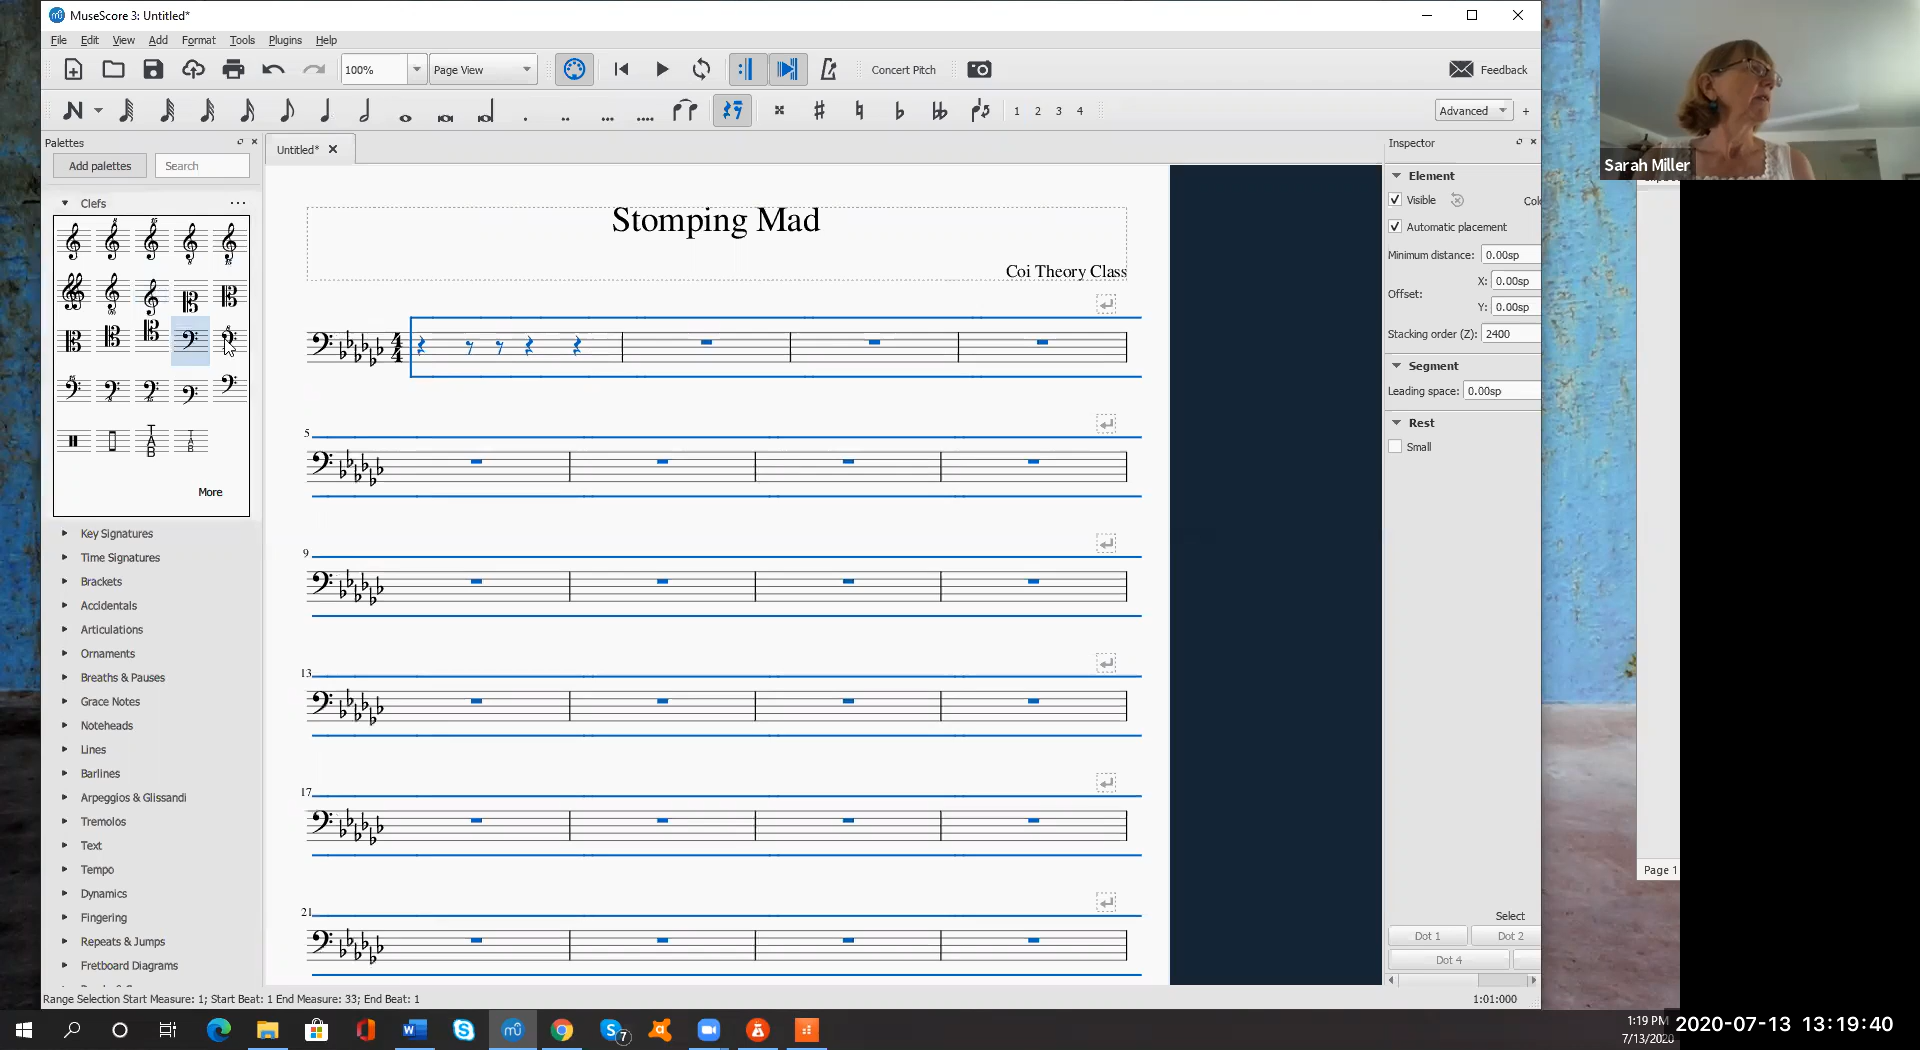 MuseScore 3: Untitled*
File Edit View Add Format Tools Plugins Help
100% Page View Concert Pitch Feedback
1 2 3 4 Advanced +
Palettes
Add palettes Search
Clefs
More
Key Signatures
Time Signatures
Brackets
Accidentals
Articulations
Ornaments
Breaths & Pauses
Grace Notes
Noteheads
Lines
Barlines
Arpeggios & Glissandi
Tremolos
Text
Tempo
Dynamics
Fingering
Repeats & Jumps
Fretboard Diagrams
Untitled*
Stomping Mad
Coi Theory Class
5
9
13
17
21
Inspector
Element
Visible Colo
Automatic placement
Minimum distance: 0.00sp
X: 0.00sp
Offset:
Y: 0.00sp
Stacking order (Z): 2400
Segment
Leading space: 0.00sp
Rest
Small
Select
Dot 1 Dot 2
Dot 4
Range Selection Start Measure: 1; Start Beat: 1 End Measure: 33; End Beat: 1
1:01:000
Sarah Miller
Page 1
7
1:19 PM
7/13/2020
2020-07-13 13:19:40